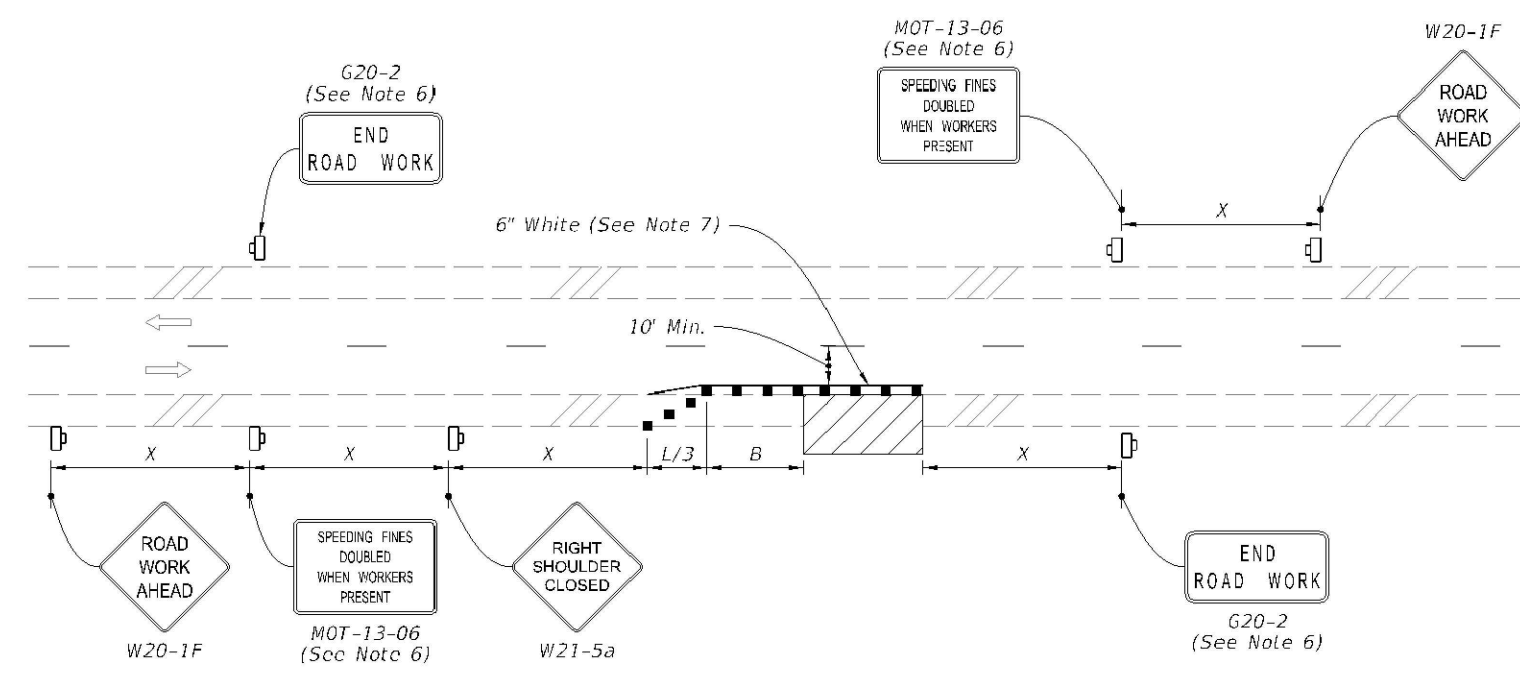 MOT-13-06
(See Note 6)
W20-1F
G20-2
(See Note 6)
SPEEDING FINES
DOUBLED
WHEN WORKERS
PRESENT
ROAD
WORK
AHEAD
END
ROAD WORK
6" White (See Note 7)
X
10' Min.
X
X
X
L/3
B
X
ROAD
WORK
AHEAD
W20-1F
SPEEDING FINES
DOUBLED
WHEN WORKERS
PRESENT
MOT-13-06
(See Note 6)
RIGHT
SHOULDER
CLOSED
W21-5a
END
ROAD WORK
G20-2
(See Note 6)